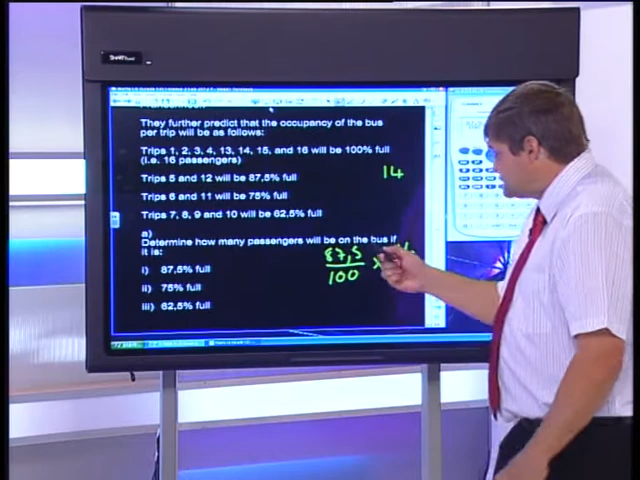 They further predict that the occupancy of the bus
per trip will be as follows:
Trips 1, 2, 3, 4, 13, 14, 15, and 16 will be 100% full
(i.e. 16 passengers)
Trips 5 and 12 will be 87,5% full
14
Trips 6 and 11 will be 75% full
Trips 7, 8, 9 and 10 will be 62,5% full
a)
Determine how many passengers will be on the bus if
it is:
87,5
100
i) 87,5% full
ii) 75% full
iii) 62,5% full